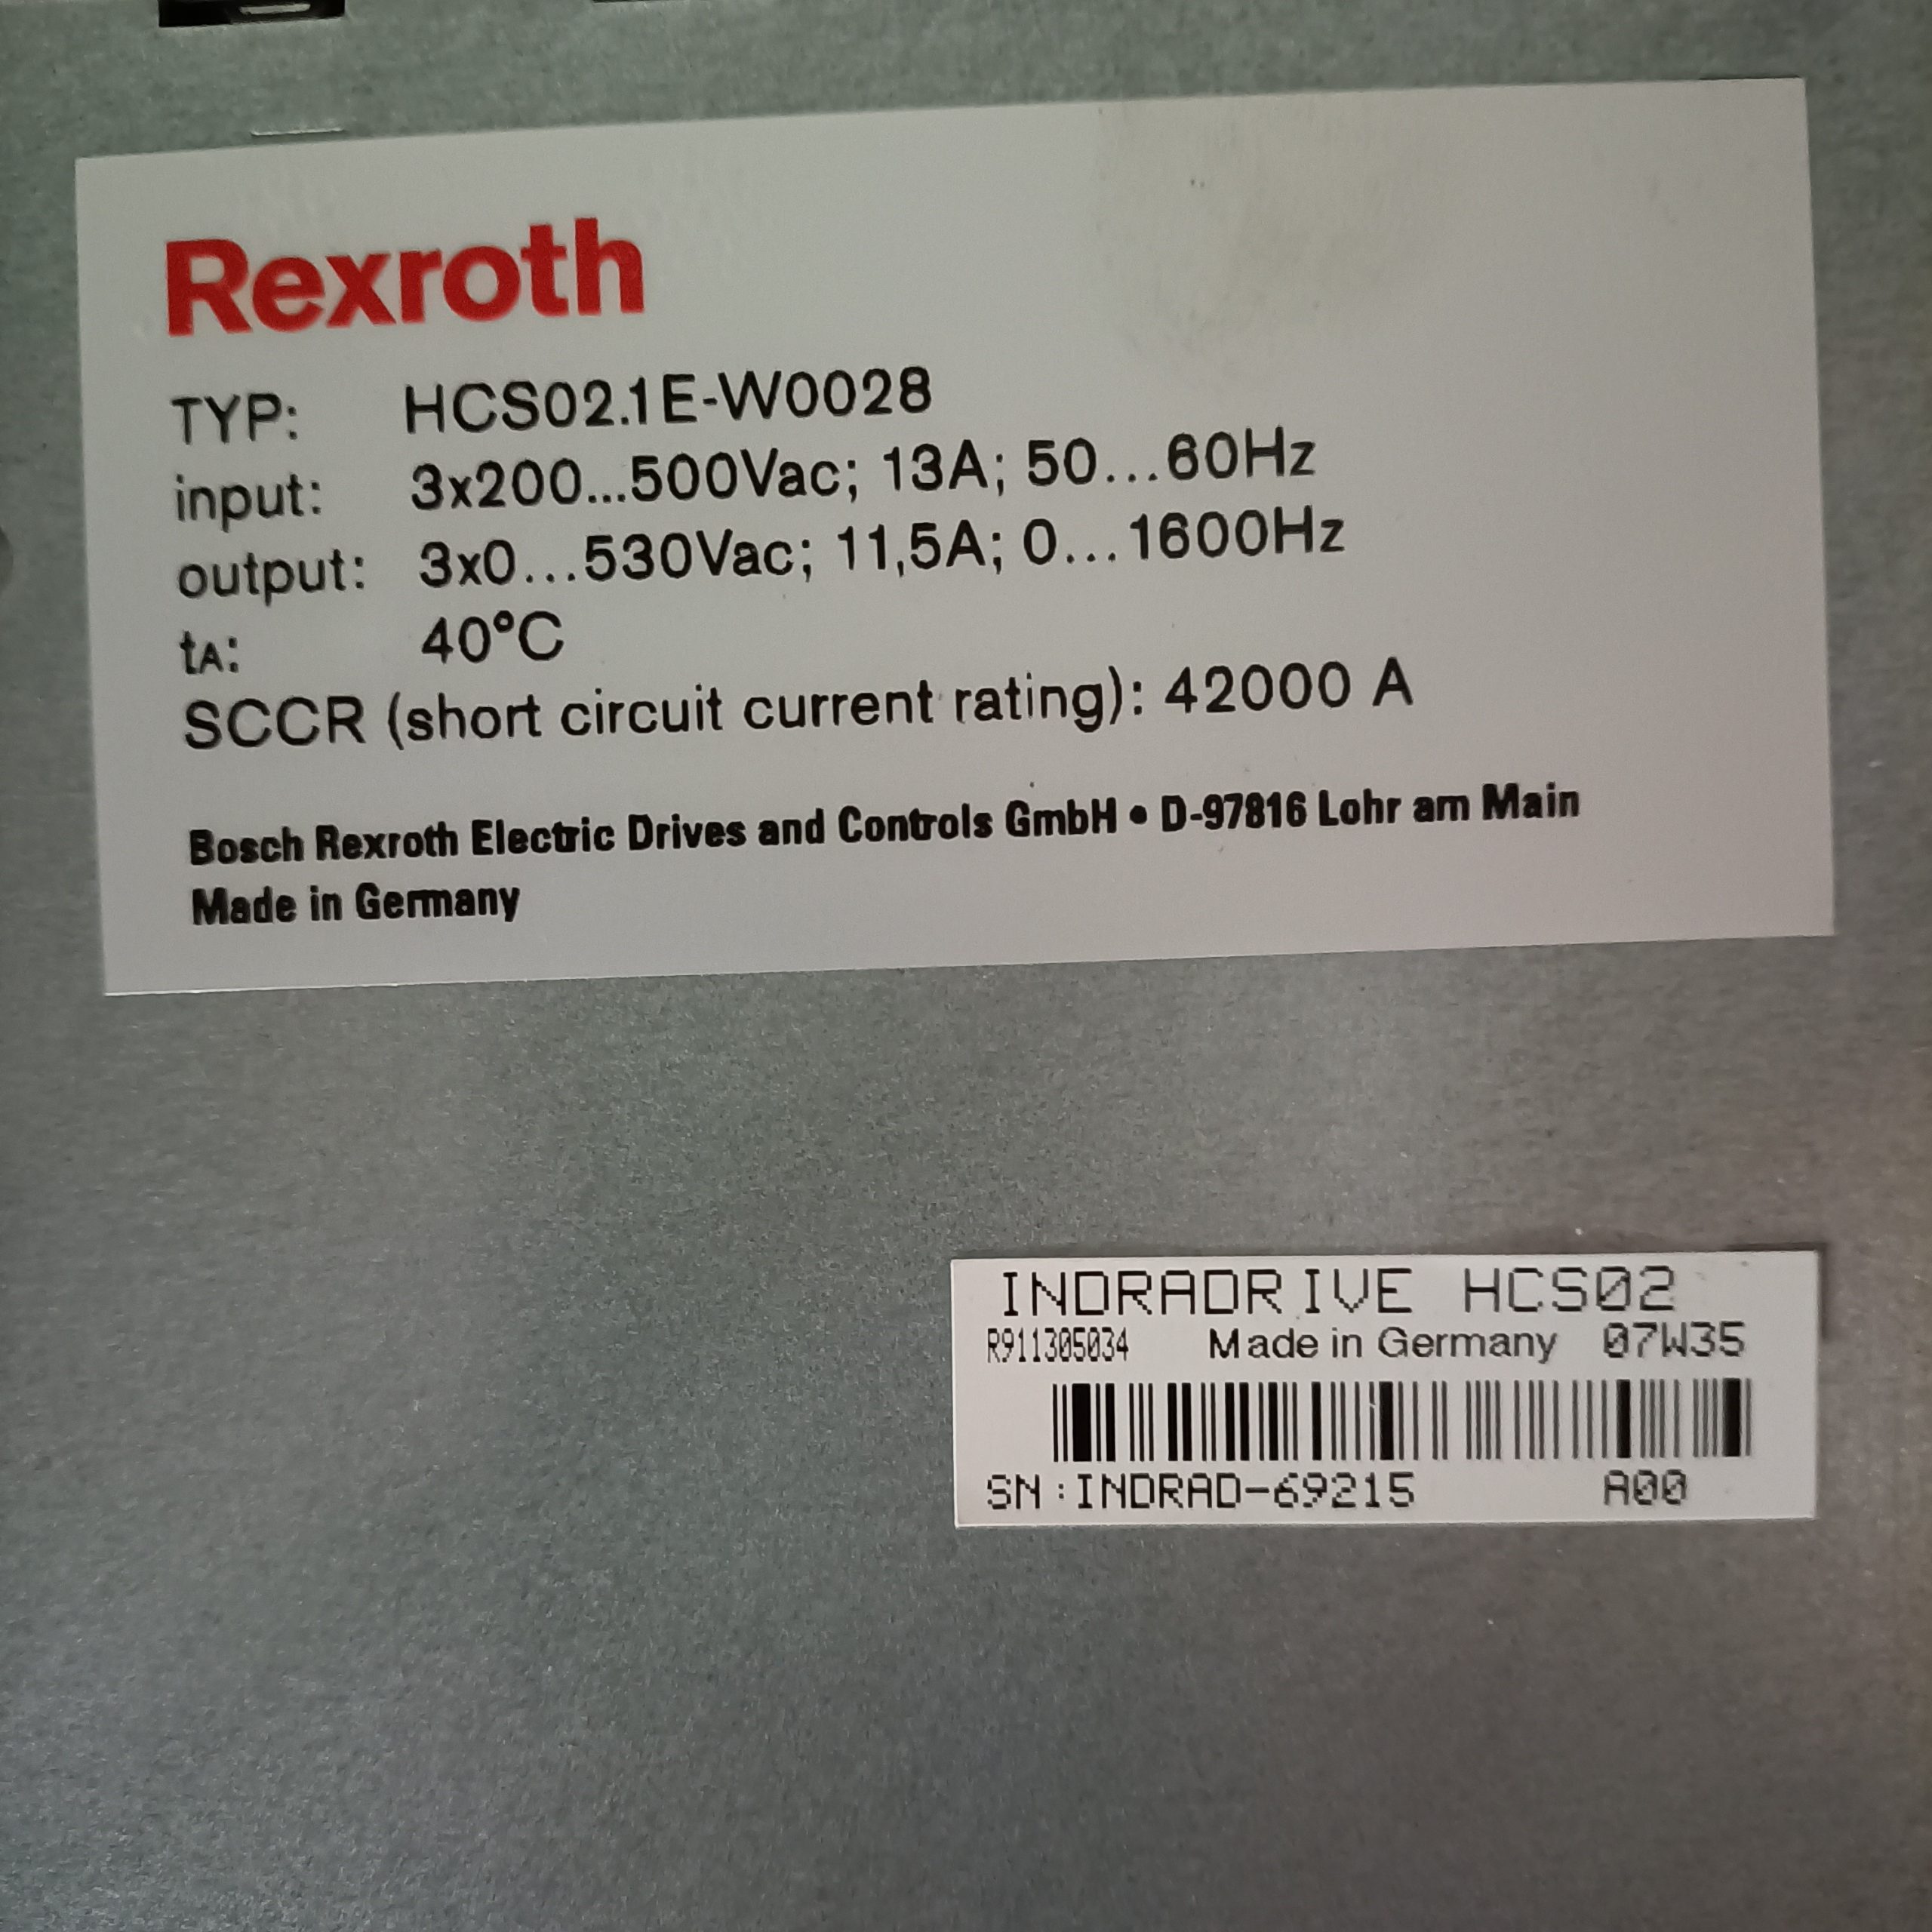 Rexroth
TYP: HCS02.1E-W0028
input: 3x200...500Vac; 13A; 50...60Hz
output: 3x0...530Vac; 11,5A; 0...1600Hz
tA: 40°C
SCCR (short circuit current rating): 42000 A
Bosch Rexroth Electric Drives and Controls GmbH • D-97816 Lohr am Main
Made in Germany
INDRADRIVE HCS02
R911305034 Made in Germany 07W35
SN:INDRAD-69215 A00